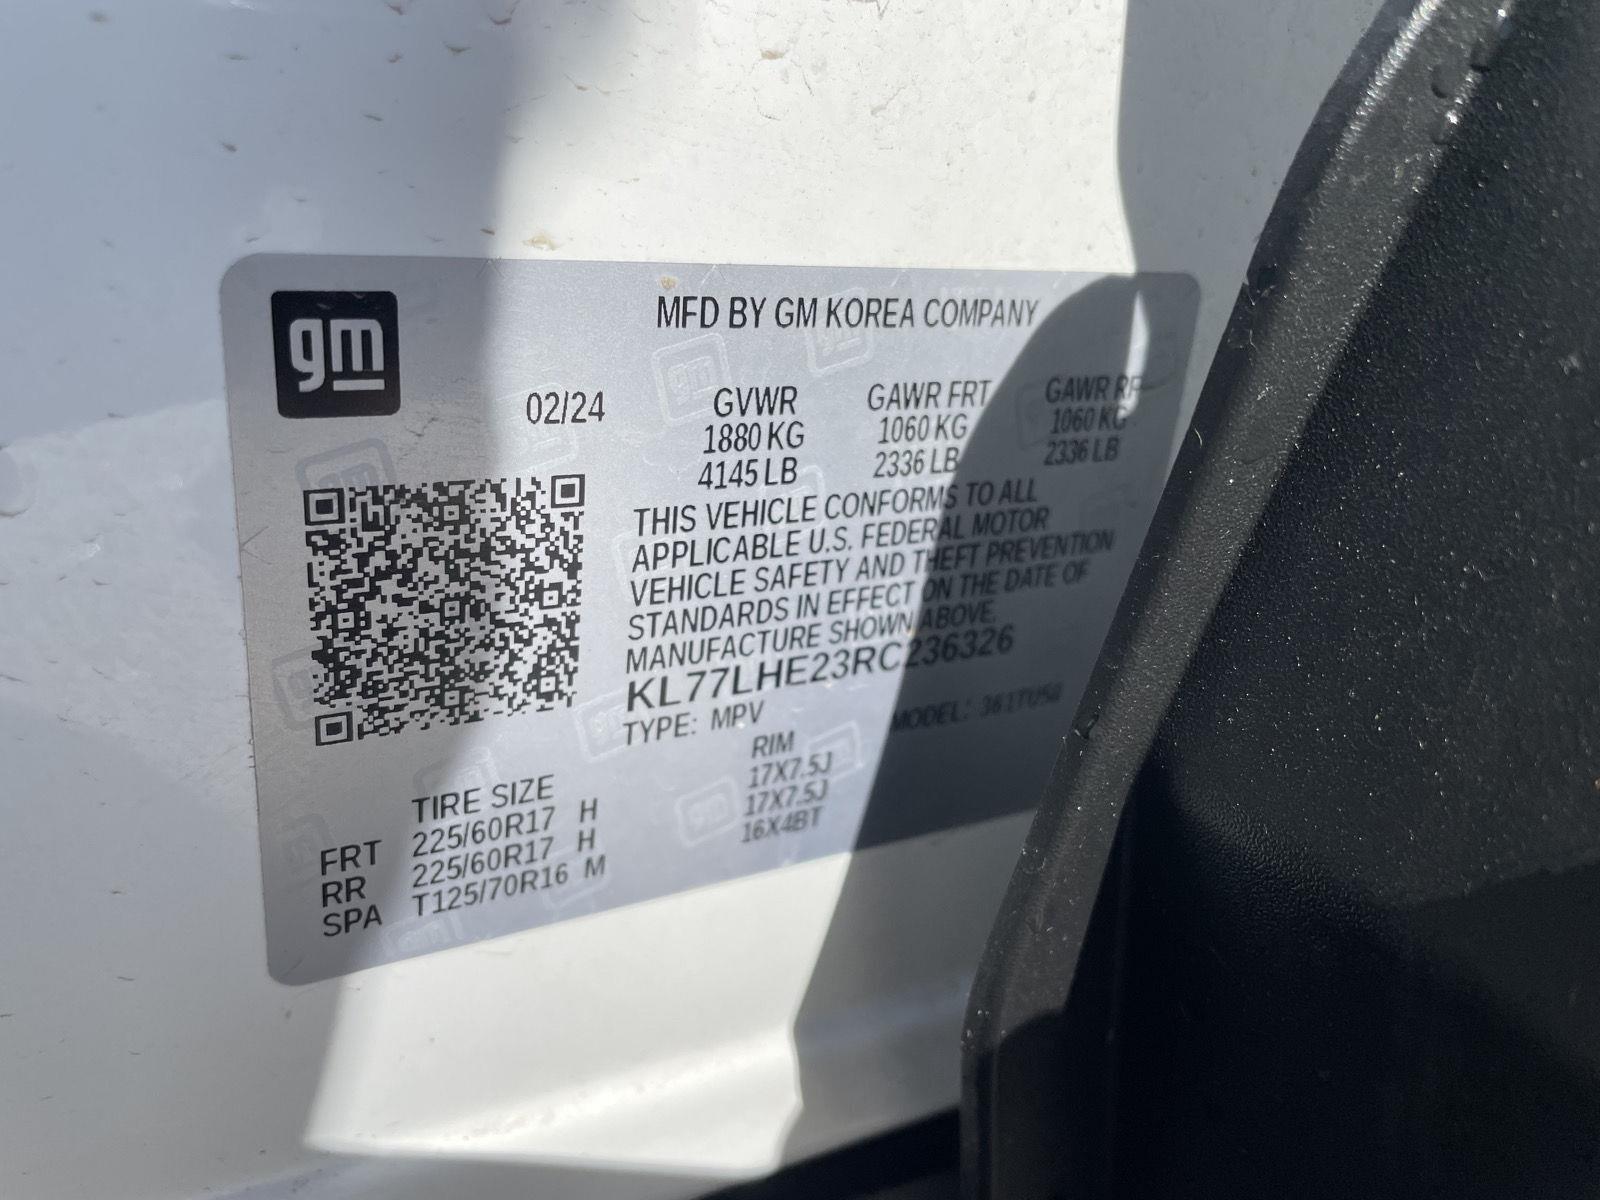 gm
MFD BY GM KOREA COMPANY
02/24 GVWR GAWR FRT GAWR RR
1880 KG 1060 KG 1060 KG
4145 LB 2336 LB 2336 LB
THIS VEHICLE CONFORMS TO ALL
APPLICABLE U.S. FEDERAL MOTOR
VEHICLE SAFETY AND THEFT PREVENTION
STANDARDS IN EFFECT ON THE DATE OF
MANUFACTURE SHOWN ABOVE.
KL77LHE23RC236326
TYPE: MPV MODEL:
TIRE SIZE RIM
FRT 225/60R17 H 17X7.5J
RR 225/60R17 H 17X7.5J
SPA T125/70R16 M 16X4BT